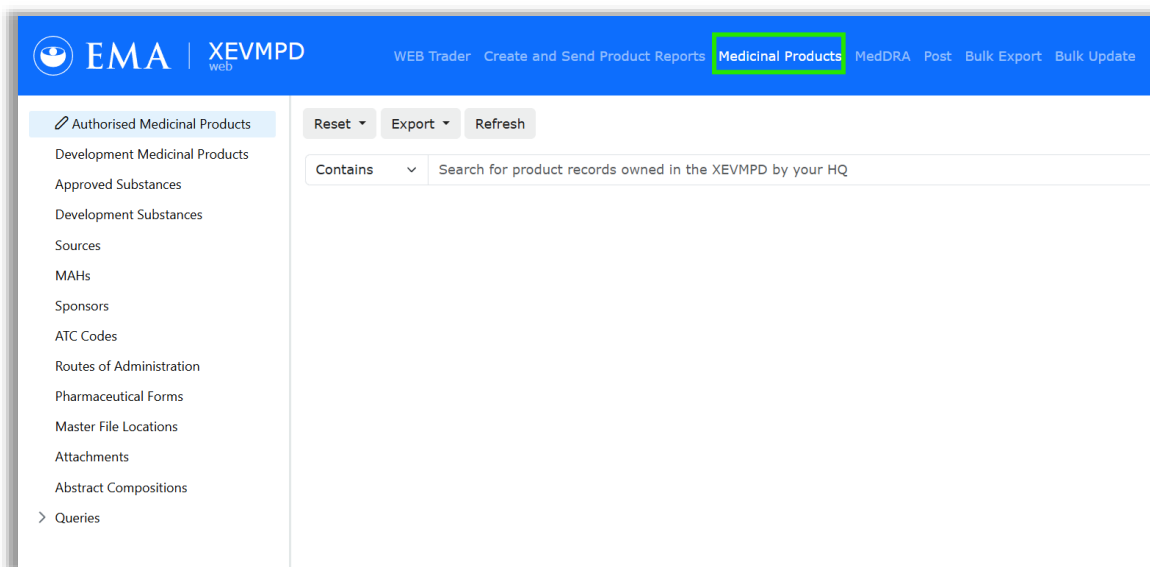 EMA XEVMPD
web
WEB Trader Create and Send Product Reports Medicinal Products MedDRA Post Bulk Export Bulk Update
Authorised Medicinal Products
Development Medicinal Products
Approved Substances
Development Substances
Sources
MAHs
Sponsors
ATC Codes
Routes of Administration
Pharmaceutical Forms
Master File Locations
Attachments
Abstract Compositions
Queries
Reset Export Refresh
Contains Search for product records owned in the XEVMPD by your HQ